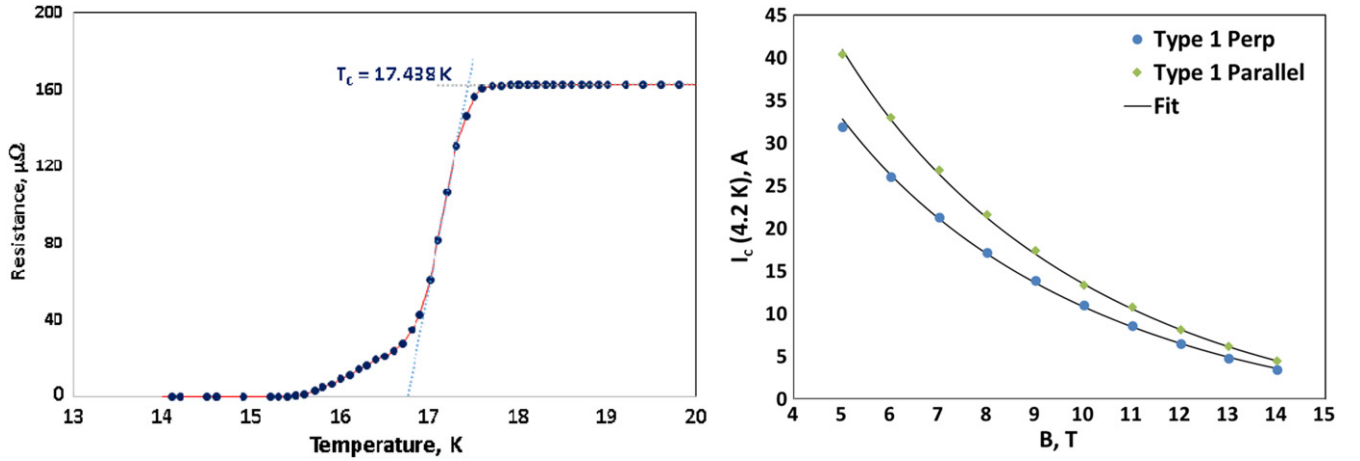 200
160
120
80
40
0
Resistance, μΩ
T_c = 17.438 K
13 14 15 16 17 18 19 20
Temperature, K
45
40
35
30
25
20
15
10
5
0
I_c (4.2 K), A
Type 1 Perp
Type 1 Parallel
Fit
4 5 6 7 8 9 10 11 12 13 14 15
B, T